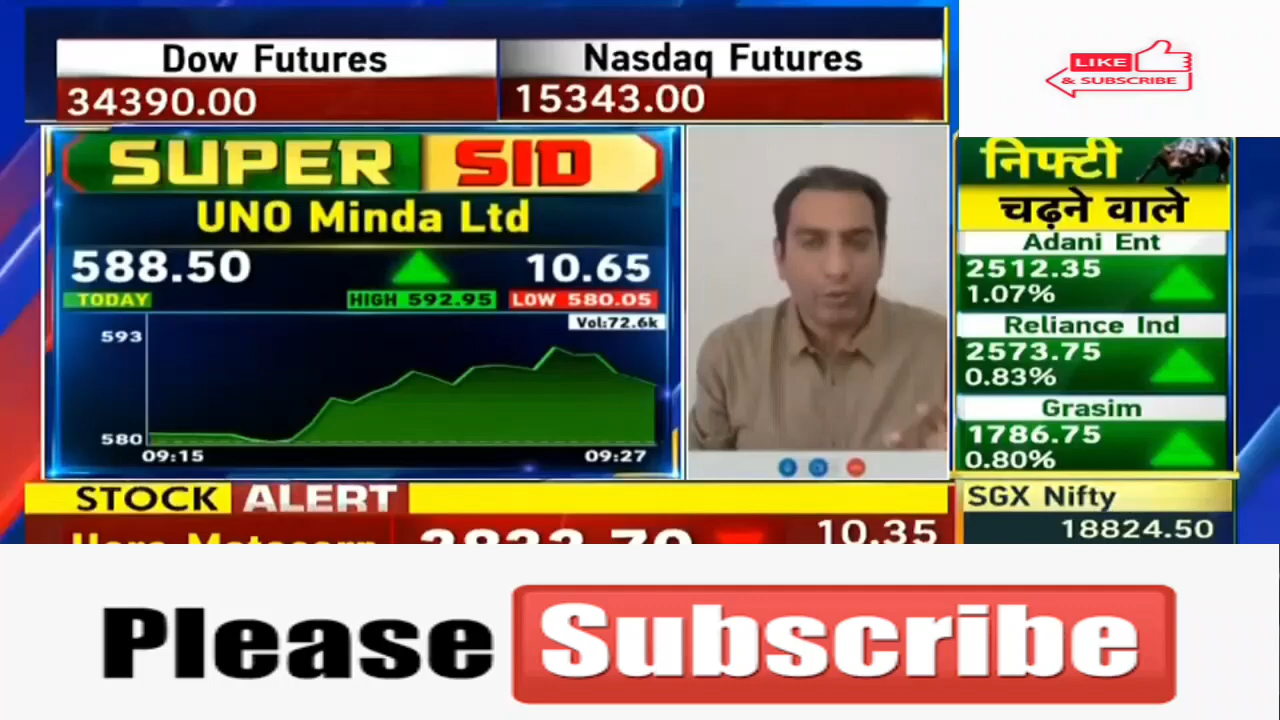 Dow Futures
34390.00
Nasdaq Futures
15343.00
LIKE
& SUBSCRIBE
SUPER SID
UNO Minda Ltd
588.50 10.65
TODAY HIGH 592.95 LOW 580.05
Vol:72.6k
593
580
09:15 09:27
निफ्टी
चढ़ने वाले
Adani Ent
2512.35
1.07%
Reliance Ind
2573.75
0.83%
Grasim
1786.75
0.80%
SGX Nifty
18824.50
STOCK ALERT
10.35
Please Subscribe